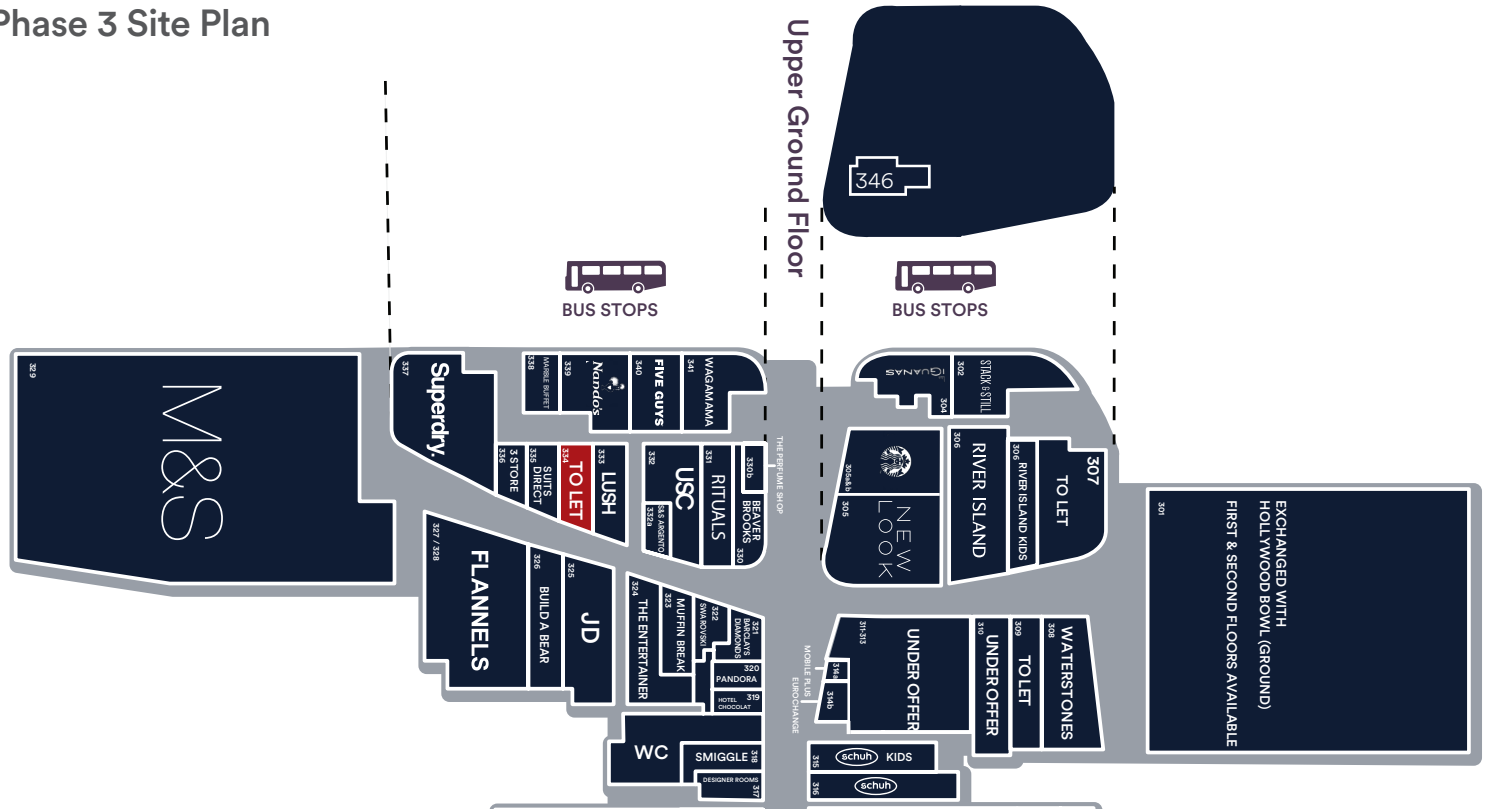 Phase 3 Site Plan
Upper Ground Floor
346
BUS STOPS
BUS STOPS
329
M&S
337
Superdry.
338
MARBLE BUFFET
339
Nando's
340
FIVE GUYS
341
WAGAMAMA
336
3 STORE
335
SUITS
DIRECT
334
TO LET
333
LUSH
332
USC
332a
S&S ARGENTO
331
RITUALS
330b
THE PERFUME SHOP
BEAVER
BROOKS
330
IGUANAS
304
302
STACK & STILL
305a&b
305
NEW
LOOK
306
RIVER ISLAND
306
RIVER ISLAND KIDS
307
TO LET
301
EXCHANGED WITH
HOLLYWOOD BOWL (GROUND)
FIRST & SECOND FLOORS AVAILABLE
327 / 328
FLANNELS
326
BUILD A BEAR
325
JD
324
THE ENTERTAINER
323
MUFFIN BREAK
322
SWAROVSKI
321
BARCLAYS
DIAMONDS
320
PANDORA
319
HOTEL
CHOCOLAT
WC
SMIGGLE
318
DESIGNER ROOMS
317
MOBILE PLUS
EUROCHANGE
311-313
UNDER OFFER
314a
314b
310
UNDER OFFER
309
TO LET
308
WATERSTONES
315
schuh KIDS
316
schuh